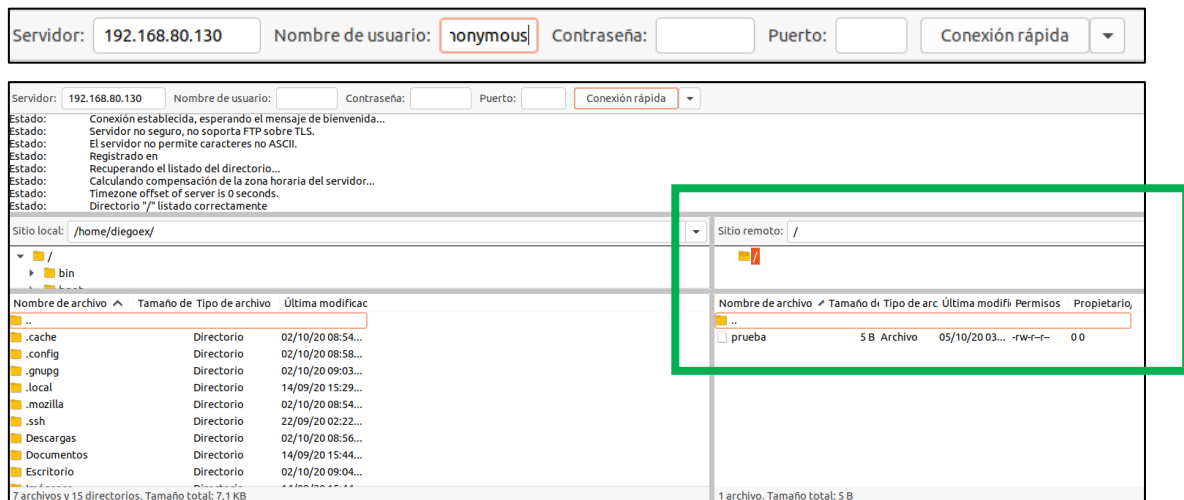 Servidor: 192.168.80.130 Nombre de usuario: nonymous Contraseña: Puerto: Conexión rápida
Servidor: 192.168.80.130 Nombre de usuario: Contraseña: Puerto: Conexión rápida
Estado: Conexión establecida, esperando el mensaje de bienvenida...
Estado: Servidor no seguro, no soporta FTP sobre TLS.
Estado: El servidor no permite caracteres no ASCII.
Estado: Registrado en
Estado: Recuperando el listado del directorio...
Estado: Calculando compensación de la zona horaria del servidor...
Estado: Timezone offset of server is 0 seconds.
Estado: Directorio "/" listado correctamente
Sitio local: /home/diegoex/
/
bin
Nombre de archivo Tamaño de Tipo de archivo Última modificac
..
.cache Directorio 02/10/20 08:54...
.config Directorio 02/10/20 08:58...
.gnupg Directorio 02/10/20 09:03...
.local Directorio 14/09/20 15:29...
.mozilla Directorio 02/10/20 08:54...
.ssh Directorio 22/09/20 02:22...
Descargas Directorio 02/10/20 08:56...
Documentos Directorio 14/09/20 15:44...
Escritorio Directorio 02/10/20 09:04...
7 archivos y 15 directorios. Tamaño total: 7,1 KB
Sitio remoto: /
/
Nombre de archivo Tamaño de Tipo de arc Última modifi Permisos Propietario/
..
prueba 5 B Archivo 05/10/20 03... -rw-r--r-- 0 0
1 archivo. Tamaño total: 5 B